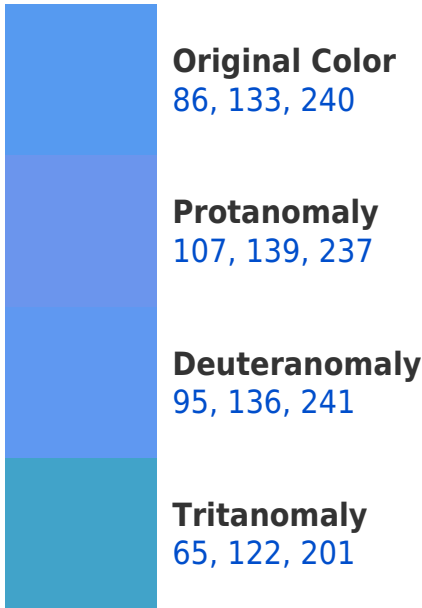 Original Color
86, 133, 240
Protanomaly
107, 139, 237
Deuteranomaly
95, 136, 241
Tritanomaly
65, 122, 201